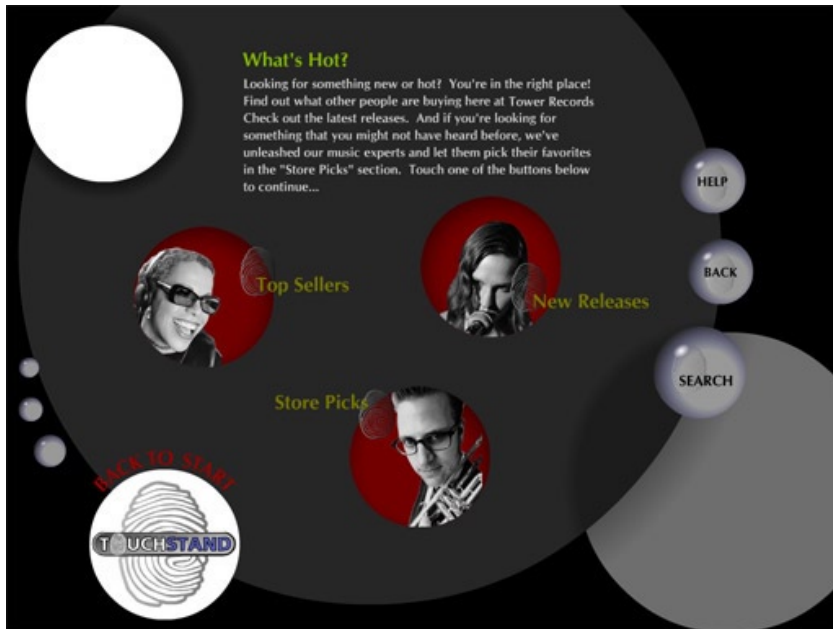 What's Hot?
Looking for something new or hot? You're in the right place!
Find out what other people are buying here at Tower Records
Check out the latest releases. And if you're looking for
something that you might not have heard before, we've
unleashed our music experts and let them pick their favorites
in the "Store Picks" section. Touch one of the buttons below
to continue...
HELP
BACK
Top Sellers
New Releases
SEARCH
Store Picks
BACK TO START
TOUCHSTAND